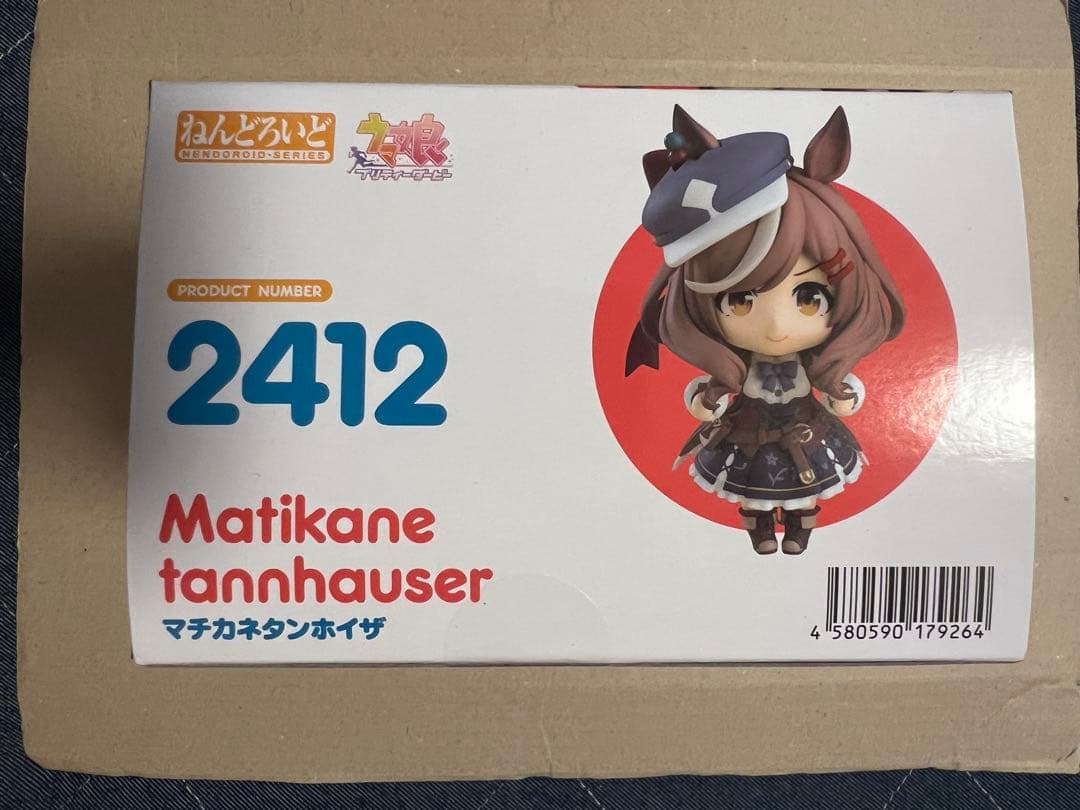 ねんどろいど
NENDOROID・SERIES
ウマ娘
プリティーダービー
PRODUCT NUMBER
2412
Matikane
tannhauser
マチカネタンホイザ
4 580590 179264